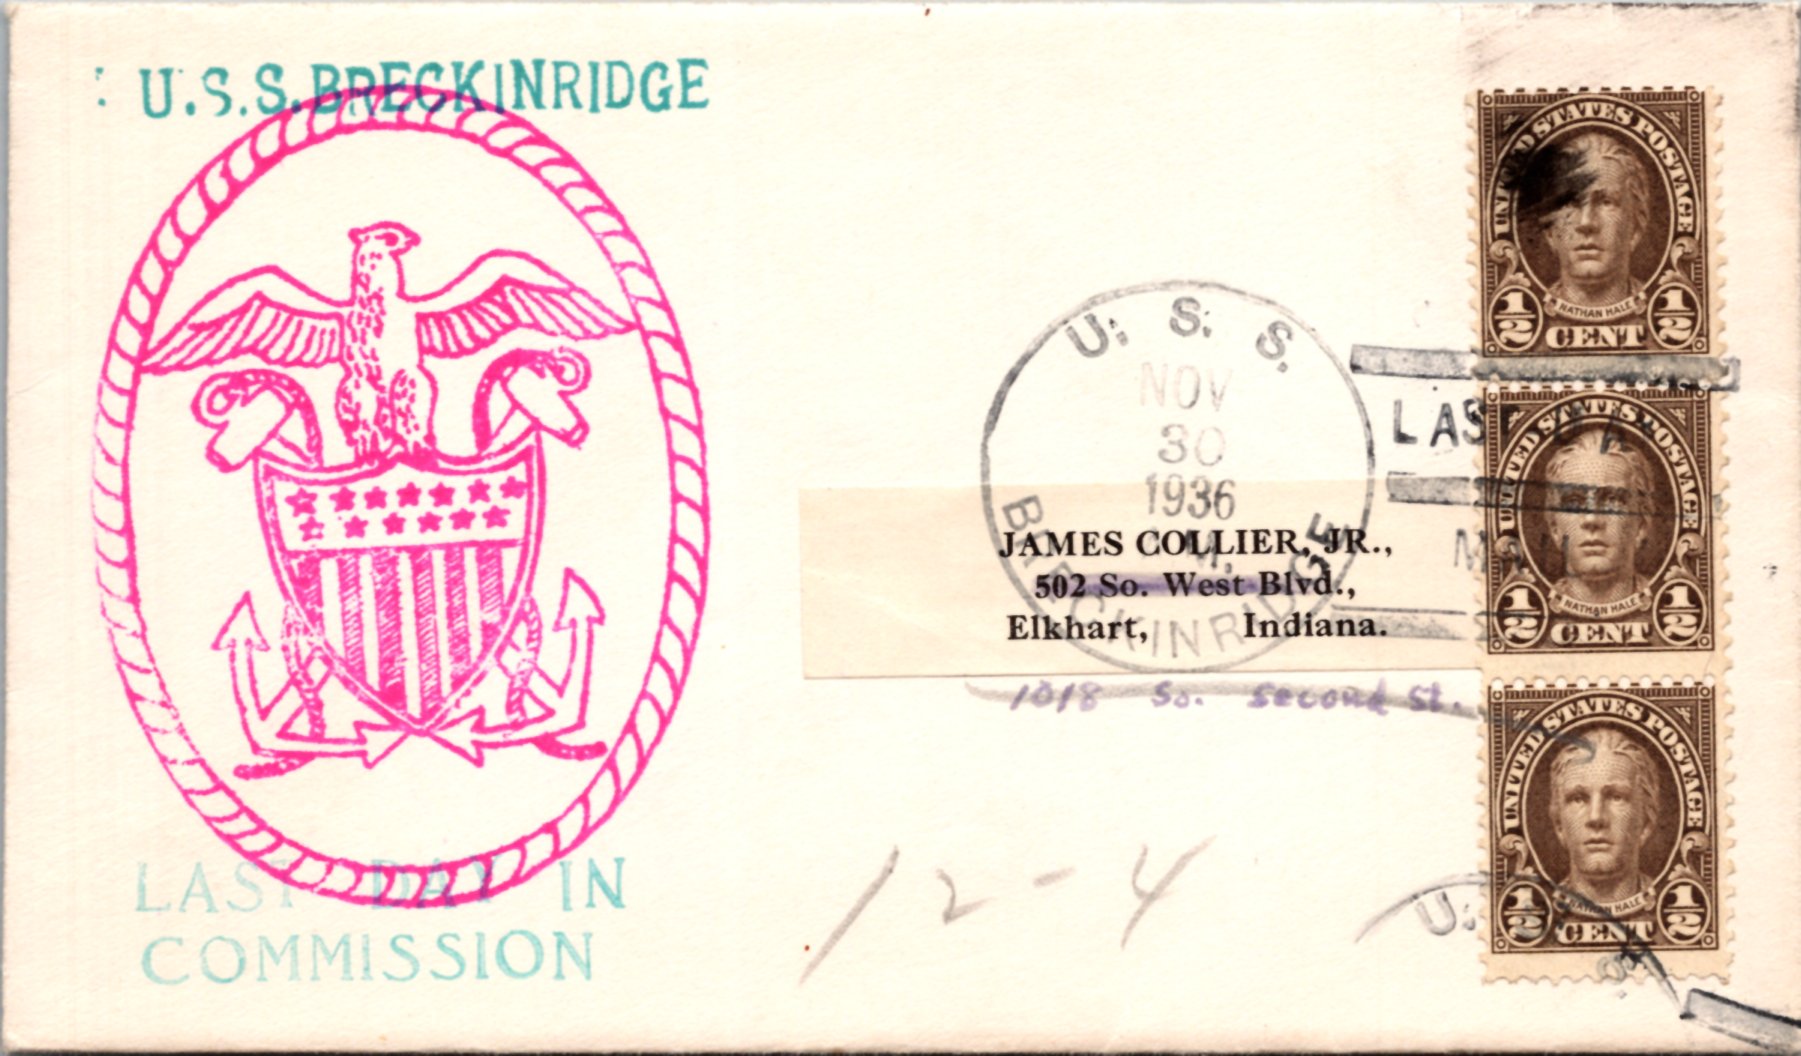 U.S.S. BRECKINRIDGE
LAST DAY IN
COMMISSION
U. S. S.
NOV
30
1936
BRECKINRIDGE
JAMES COLLIER, JR.,
502 So. West Blvd.,
Elkhart, Indiana.
1018 So. Second St.
12-4
LAST DAY
UNITED STATES POSTAGE
NATHAN HALE
1/2 CENT 1/2
UNITED STATES POSTAGE
NATHAN HALE
1/2 CENT 1/2
UNITED STATES POSTAGE
NATHAN HALE
1/2 CENT 1/2
U. S. S.